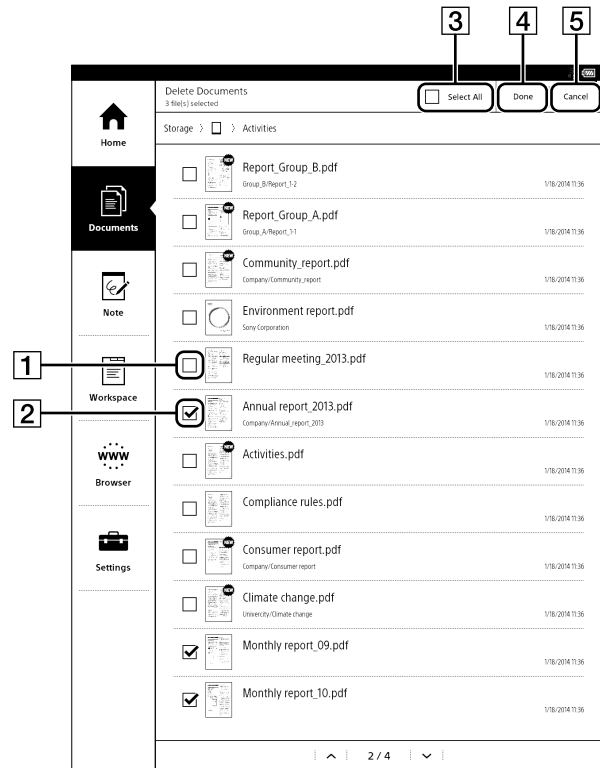 3 4 5
Delete Documents
3 file(s) selected
Select All Done Cancel
Storage > > Activities
Home
Documents
Note
Workspace
WWW
Browser
Settings
1
2
NEW
Report_Group_B.pdf
Group_B/Report_1-2
1/18/2014 11:36
NEW
Report_Group_A.pdf
Group_A/Report_1-1
1/18/2014 11:36
NEW
Community_report.pdf
Company/Community_report
1/18/2014 11:36
Environment report.pdf
Sony Corporation
1/18/2014 11:36
NEW
Regular meeting_2013.pdf
1/18/2014 11:36
Annual report_2013.pdf
Company/Annual_report_2013
1/18/2014 11:36
NEW
Activities.pdf
1/18/2014 11:36
Compliance rules.pdf
1/18/2014 11:36
NEW
Consumer report.pdf
Company/Consumer report
1/18/2014 11:36
NEW
Climate change.pdf
Univercity/Climate change
1/18/2014 11:36
Monthly report_09.pdf
1/18/2014 11:36
Monthly report_10.pdf
1/18/2014 11:36
2 / 4